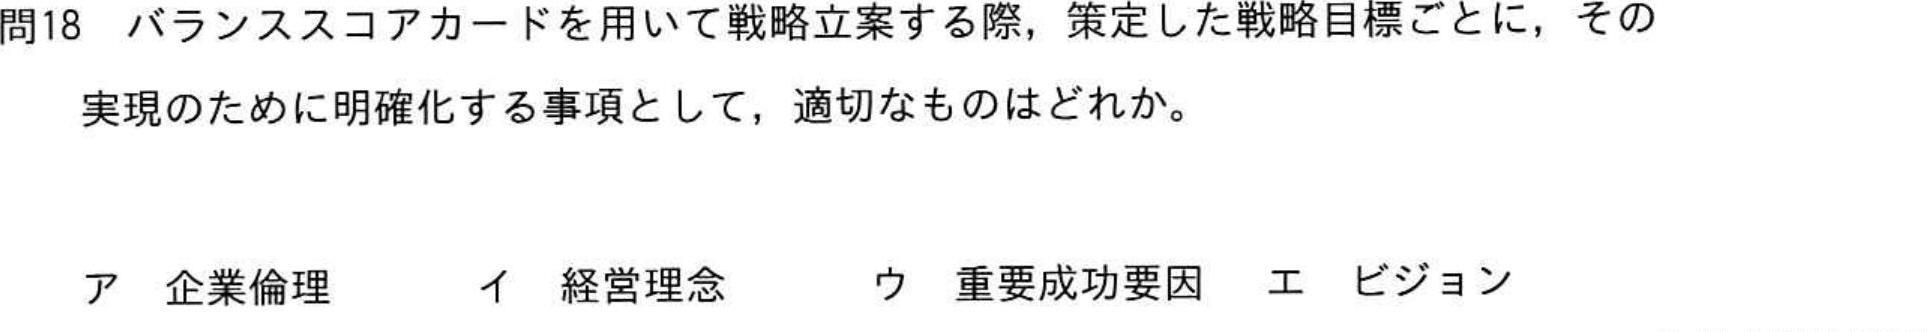 問18　バランススコアカードを用いて戦略立案する際，策定した戦略目標ごとに，その
実現のために明確化する事項として，適切なものはどれか。
ア　企業倫理　　イ　経営理念　　ウ　重要成功要因　　エ　ビジョン